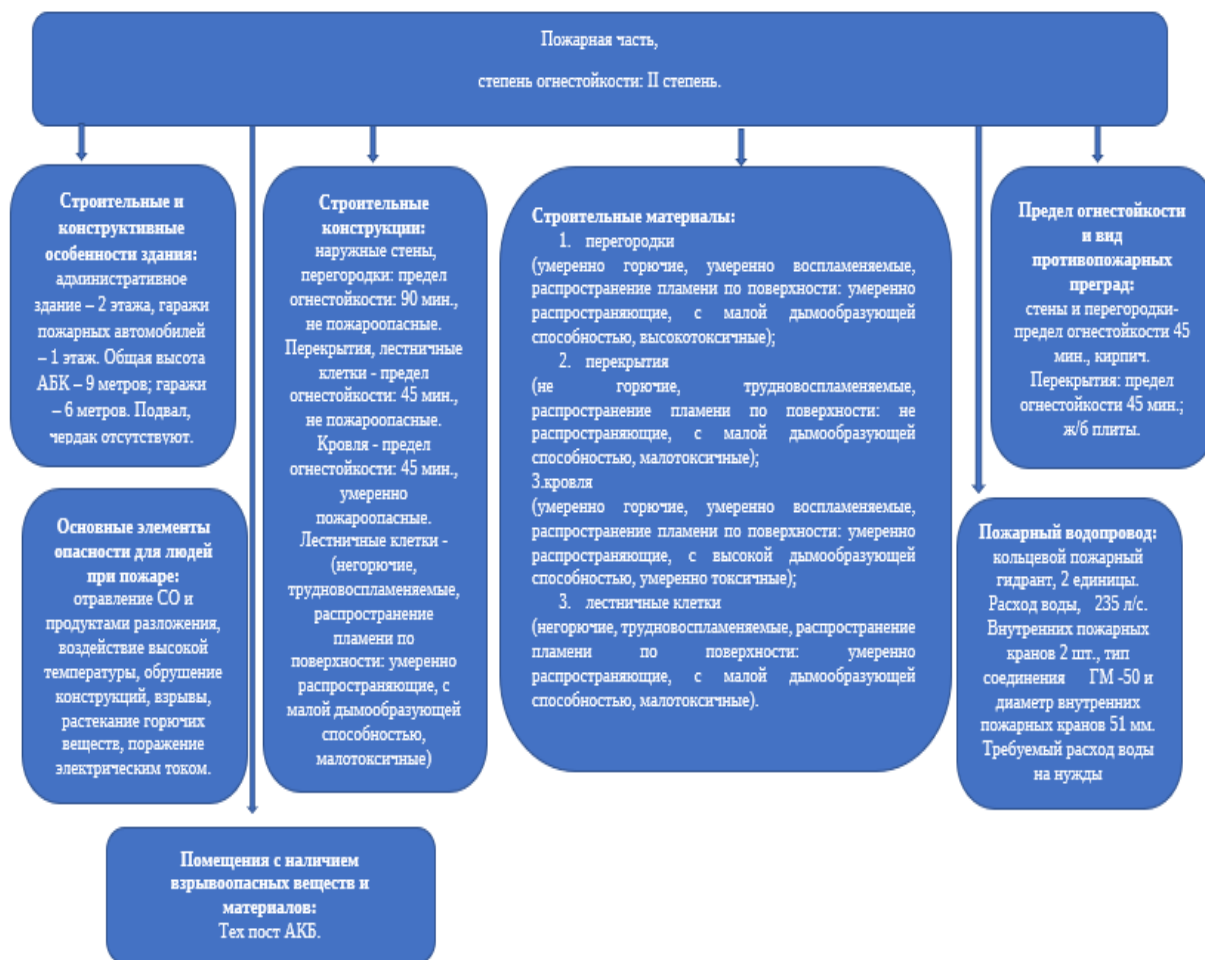 Пожарная часть,
степень огнестойкости: II степень.
Строительные и
конструктивные
особенности здания:
административное
здание – 2 этажа, гаражи
пожарных автомобилей
– 1 этаж. Общая высота
АБК – 9 метров; гаражи
– 6 метров. Подвал,
чердак отсутствуют.
Основные элементы
опасности для людей
при пожаре:
отравление СО и
продуктами разложения,
воздействие высокой
температуры, обрушение
конструкций, взрывы,
растекание горючих
веществ, поражение
электрическим током.
Помещения с наличием
взрывоопасных веществ и
материалов:
Тех пост АКБ.
Строительные
конструкции:
наружные стены,
перегородки: предел
огнестойкости: 90 мин.,
не пожароопасные.
Перекрытия, лестничные
клетки - предел
огнестойкости: 45 мин.,
не пожароопасные.
Кровля - предел
огнестойкости: 45 мин.,
умеренно
пожароопасные.
Лестничные клетки -
(негорючие,
трудновоспламеняемые,
распространение
пламени по
поверхности: умеренно
распространяющие, с
малой дымообразующей
способностью,
малотоксичные)
Строительные материалы:
1. перегородки
(умеренно горючие, умеренно воспламеняемые,
распространение пламени по поверхности: умеренно
распространяющие, с малой дымообразующей
способностью, высокотоксичные);
2. перекрытия
(не горючие, трудновоспламеняемые,
распространение пламени по поверхности: не
распространяющие, с малой дымообразующей
способностью, малотоксичные);
3.кровля
(умеренно горючие, умеренно воспламеняемые,
распространение пламени по поверхности: умеренно
распространяющие, с высокой дымообразующей
способностью, умеренно токсичные);
3. лестничные клетки
(негорючие, трудновоспламеняемые, распространение
пламени по поверхности: умеренно
распространяющие, с малой дымообразующей
способностью, малотоксичные).
Предел огнестойкости
и вид
противопожарных
преград:
стены и перегородки-
предел огнестойкости 45
мин., кирпич.
Перекрытия: предел
огнестойкости 45 мин.;
ж/б плиты.
Пожарный водопровод:
кольцевой пожарный
гидрант, 2 единицы.
Расход воды, 235 л/с.
Внутренних пожарных
кранов 2 шт., тип
соединения ГМ -50 и
диаметр внутренних
пожарных кранов 51 мм.
Требуемый расход воды
на нужды